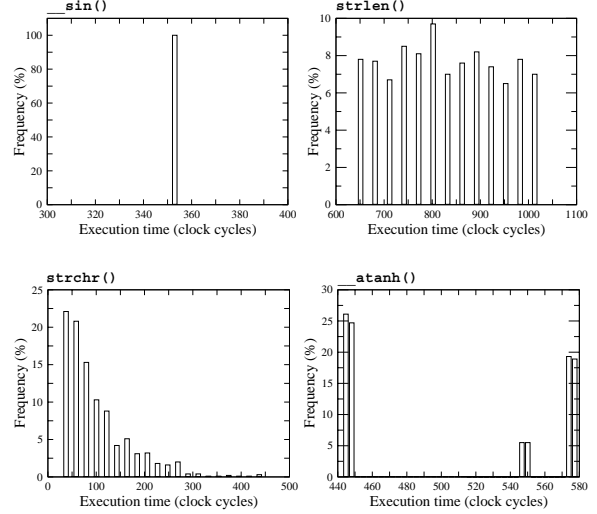 __sin()
100
80
60
40
20
0
Frequency (%)
300 320 340 360 380 400
Execution time (clock cycles)
strlen()
10
8
6
4
2
0
Frequency (%)
600 700 800 900 1000 1100
Execution time (clock cycles)
strchr()
25
20
15
10
5
0
Frequency (%)
0 100 200 300 400 500
Execution time (clock cycles)
__atanh()
30
25
20
15
10
5
0
Frequency (%)
440 460 480 500 520 540 560 580
Execution time (clock cycles)